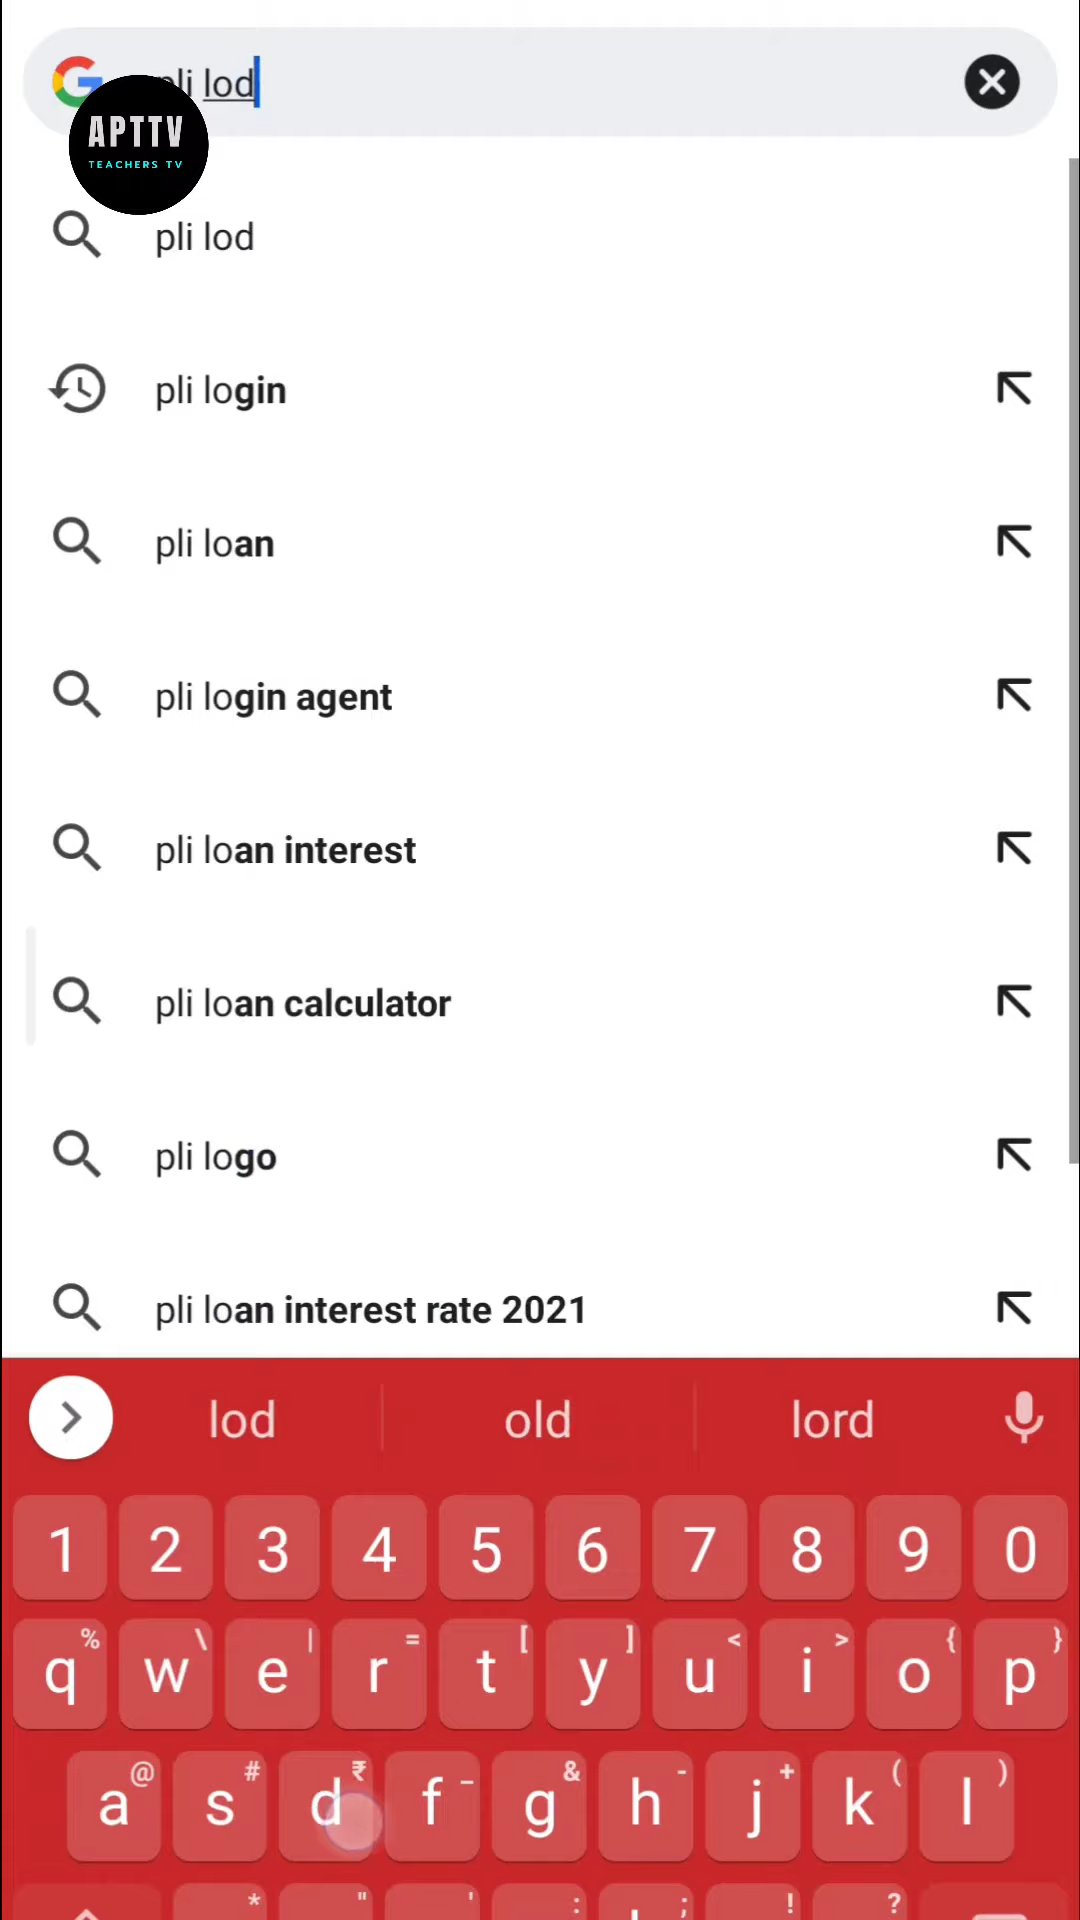 pli lod
APTTV
TEACHERS TV
pli lod
pli login
pli loan
pli login agent
pli loan interest
pli loan calculator
pli logo
pli loan interest rate 2021
lod old lord
1 2 3 4 5 6 7 8 9 0
% \ | = [ ] < > { }
q w e r t y u i o p
@ # ₹ _ & - + ( )
a s d f g h j k l
* " ' : ; ! ?